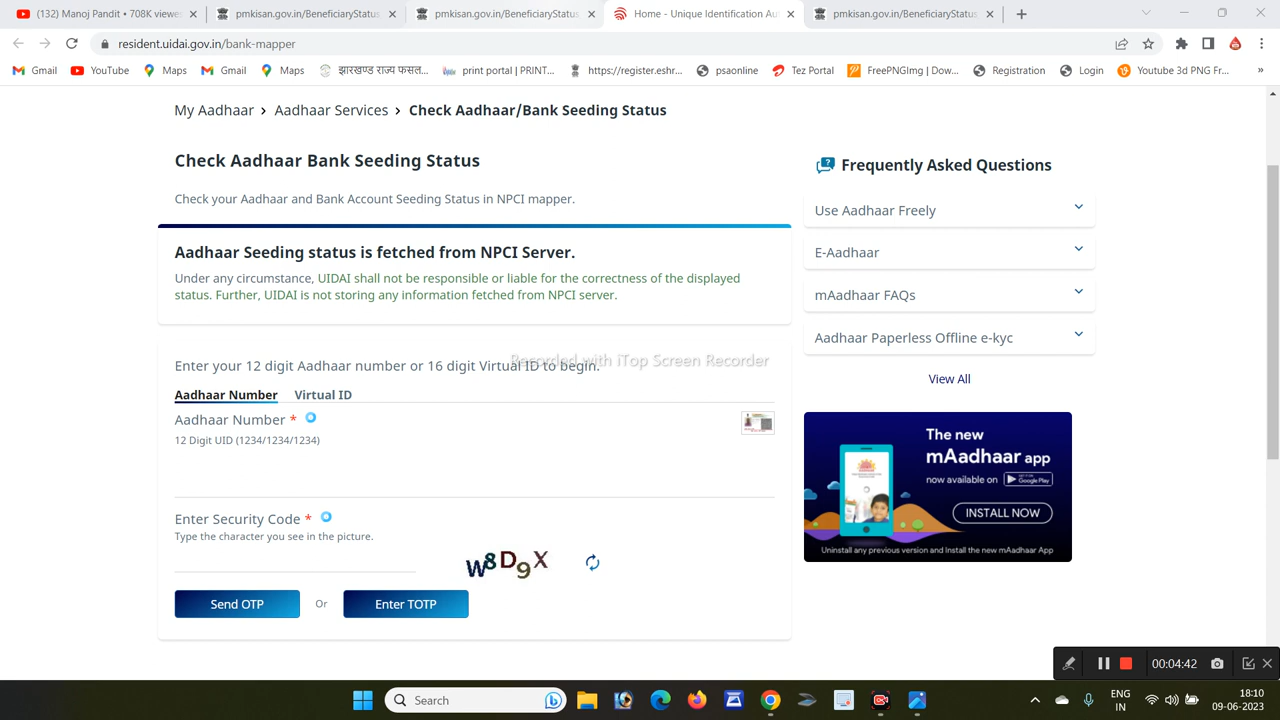 (132) Manoj Pandit • 708K viewe
pmkisan.gov.in/BeneficiaryStatus
pmkisan.gov.in/BeneficiaryStatus
Home - Unique Identification Aut
pmkisan.gov.in/BeneficiaryStatus
resident.uidai.gov.in/bank-mapper
Gmail
YouTube
Maps
Gmail
Maps
झारखण्ड राज्य फसल...
print portal | PRINT...
https://register.eshr...
psaonline
Tez Portal
FreePNGImg | Dow...
Registration
Login
Youtube 3d PNG Fr...
»
My Aadhaar > Aadhaar Services > Check Aadhaar/Bank Seeding Status
Check Aadhaar Bank Seeding Status
Check your Aadhaar and Bank Account Seeding Status in NPCI mapper.
Aadhaar Seeding status is fetched from NPCI Server.
Under any circumstance, UIDAI shall not be responsible or liable for the correctness of the displayed
status. Further, UIDAI is not storing any information fetched from NPCI server.
Recorded with iTop Screen Recorder
Enter your 12 digit Aadhaar number or 16 digit Virtual ID to begin.
Aadhaar Number Virtual ID
Aadhaar Number *
12 Digit UID (1234/1234/1234)
Enter Security Code *
Type the character you see in the picture.
W8D9X
Send OTP Or Enter TOTP
Frequently Asked Questions
Use Aadhaar Freely
E-Aadhaar
mAadhaar FAQs
Aadhaar Paperless Offline e-kyc
View All
The new
mAadhaar app
now available on Google Play
INSTALL NOW
Uninstall any previous version and Install the new mAadhaar App
00:04:42
Search
ENG
IN
18:10
09-06-2023